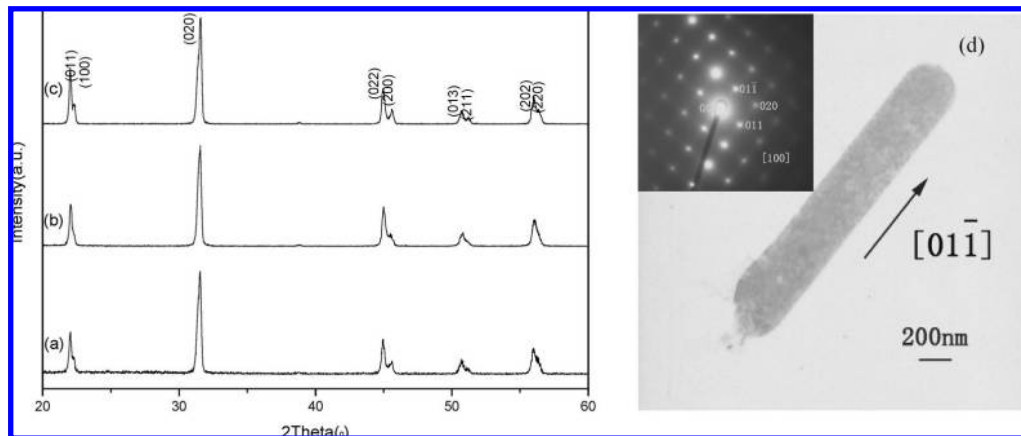 (c)
(011)
(100)
(020)
(022)
(200)
(013)
(211)
(202)
(220)
(b)
(a)
Intensity(a.u.)
20 30 40 50 60
2Theta(0)
(d)
011̄
020
011
[100]
[011̄]
200nm